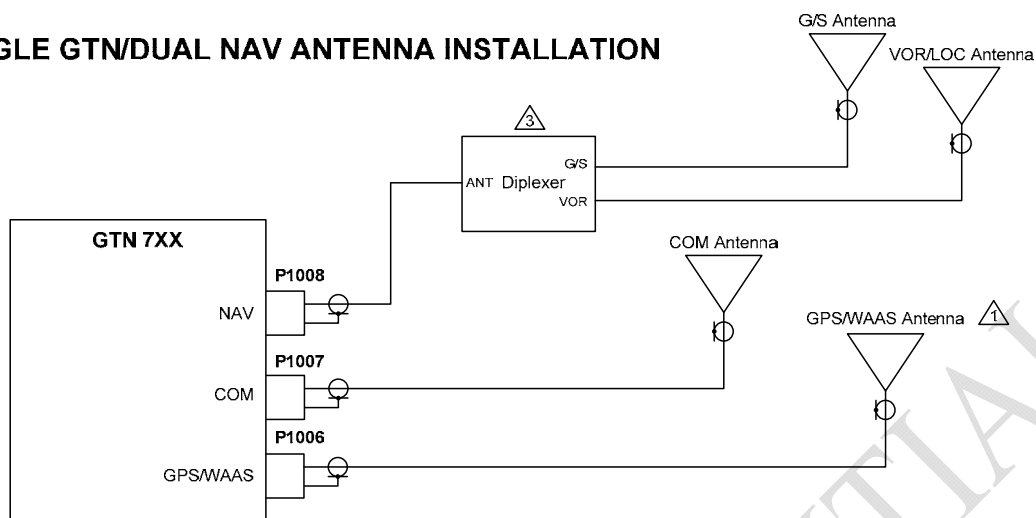 GLE GTN/DUAL NAV ANTENNA INSTALLATION
G/S Antenna
VOR/LOC Antenna
3
G/S
ANT Diplexer
VOR
GTN 7XX
COM Antenna
P1008
NAV
GPS/WAAS Antenna 1
P1007
COM
P1006
GPS/WAAS
TIAL